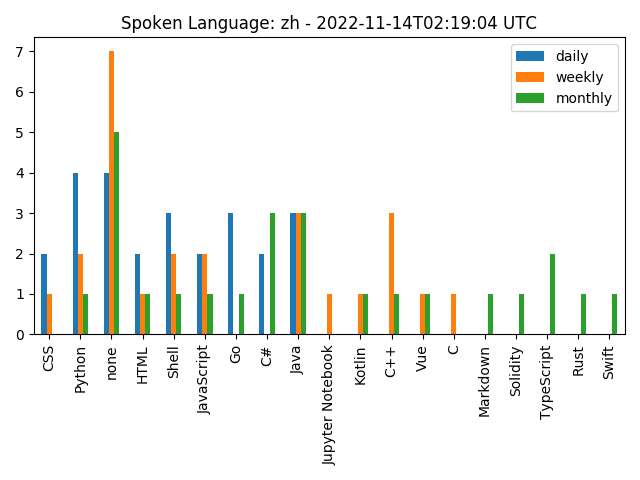 Spoken Language: zh - 2022-11-14T02:19:04 UTC
daily
weekly
monthly
7
6
5
4
3
2
1
0
CSS
Python
none
HTML
Shell
JavaScript
Go
C#
Java
Jupyter Notebook
Kotlin
C++
Vue
C
Markdown
Solidity
TypeScript
Rust
Swift